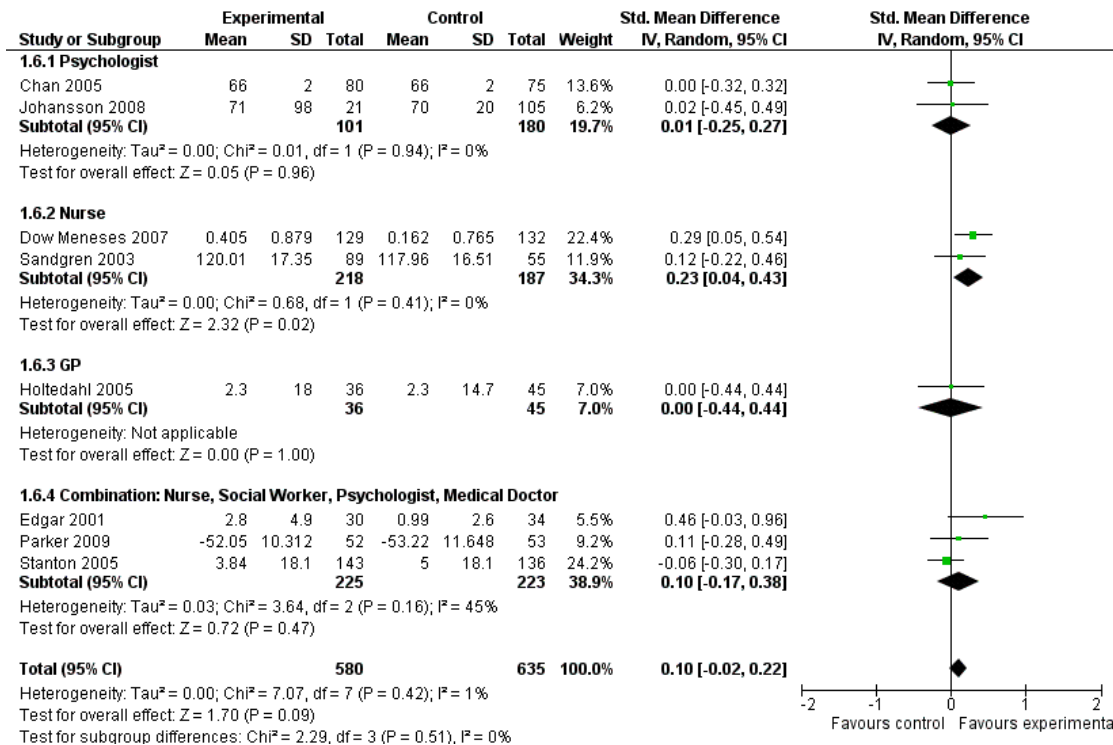 Experimental Control Std. Mean Difference Std. Mean Difference
Study or Subgroup Mean SD Total Mean SD Total Weight IV, Random, 95% CI IV, Random, 95% CI
1.6.1 Psychologist
Chan 2005 66 2 80 66 2 75 13.6% 0.00 [-0.32, 0.32]
Johansson 2008 71 98 21 70 20 105 6.2% 0.02 [-0.45, 0.49]
Subtotal (95% CI) 101 180 19.7% 0.01 [-0.25, 0.27]
Heterogeneity: Tau² = 0.00; Chi² = 0.01, df = 1 (P = 0.94); I² = 0%
Test for overall effect: Z = 0.05 (P = 0.96)
1.6.2 Nurse
Dow Meneses 2007 0.405 0.879 129 0.162 0.765 132 22.4% 0.29 [0.05, 0.54]
Sandgren 2003 120.01 17.35 89 117.96 16.51 55 11.9% 0.12 [-0.22, 0.46]
Subtotal (95% CI) 218 187 34.3% 0.23 [0.04, 0.43]
Heterogeneity: Tau² = 0.00; Chi² = 0.68, df = 1 (P = 0.41); I² = 0%
Test for overall effect: Z = 2.32 (P = 0.02)
1.6.3 GP
Holtedahl 2005 2.3 18 36 2.3 14.7 45 7.0% 0.00 [-0.44, 0.44]
Subtotal (95% CI) 36 45 7.0% 0.00 [-0.44, 0.44]
Heterogeneity: Not applicable
Test for overall effect: Z = 0.00 (P = 1.00)
1.6.4 Combination: Nurse, Social Worker, Psychologist, Medical Doctor
Edgar 2001 2.8 4.9 30 0.99 2.6 34 5.5% 0.46 [-0.03, 0.96]
Parker 2009 -52.05 10.312 52 -53.22 11.648 53 9.2% 0.11 [-0.28, 0.49]
Stanton 2005 3.84 18.1 143 5 18.1 136 24.2% -0.06 [-0.30, 0.17]
Subtotal (95% CI) 225 223 38.9% 0.10 [-0.17, 0.38]
Heterogeneity: Tau² = 0.03; Chi² = 3.64, df = 2 (P = 0.16); I² = 45%
Test for overall effect: Z = 0.72 (P = 0.47)
Total (95% CI) 580 635 100.0% 0.10 [-0.02, 0.22]
Heterogeneity: Tau² = 0.00; Chi² = 7.07, df = 7 (P = 0.42); I² = 1%
Test for overall effect: Z = 1.70 (P = 0.09)
Test for subgroup differences: Chi² = 2.29, df = 3 (P = 0.51), I² = 0%
-2 -1 0 1 2
Favours control Favours experimenta